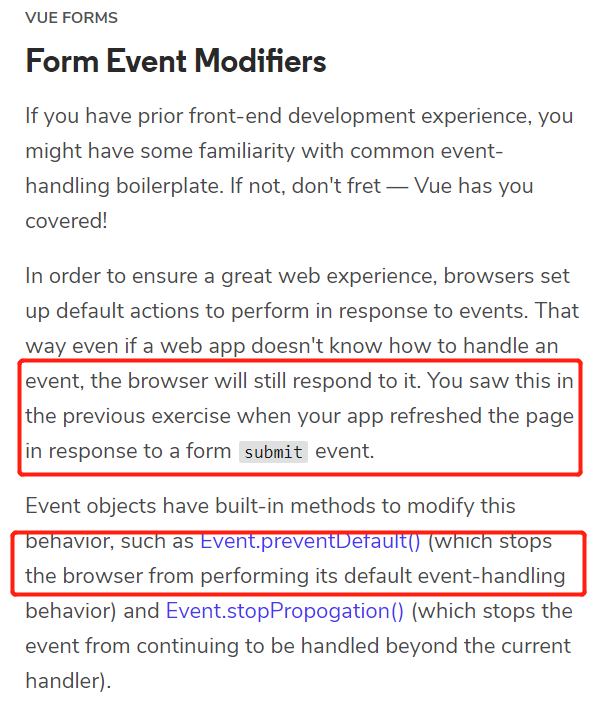 VUE FORMS
Form Event Modifiers
If you have prior front-end development experience, you
might have some familiarity with common event-
handling boilerplate. If not, don't fret — Vue has you
covered!
In order to ensure a great web experience, browsers set
up default actions to perform in response to events. That
way even if a web app doesn't know how to handle an
event, the browser will still respond to it. You saw this in
the previous exercise when your app refreshed the page
in response to a form submit event.
Event objects have built-in methods to modify this
behavior, such as Event.preventDefault() (which stops
the browser from performing its default event-handling
behavior) and Event.stopPropogation() (which stops the
event from continuing to be handled beyond the current
handler).